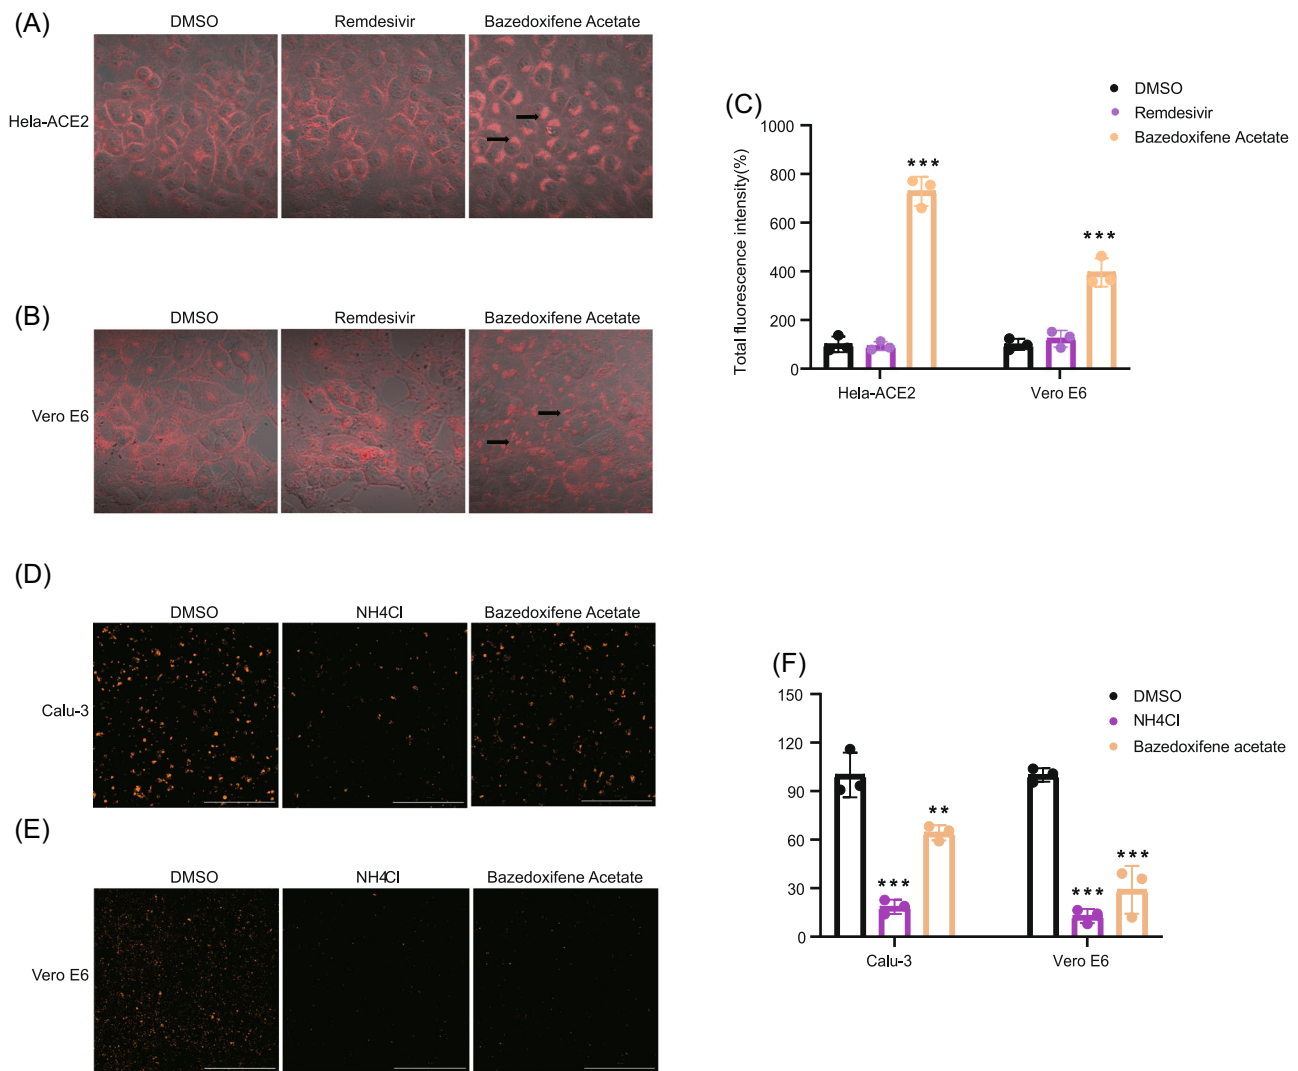 (A)
DMSO
Remdesivir
Bazedoxifene Acetate
Hela-ACE2
(B)
DMSO
Remdesivir
Bazedoxifene Acetate
Vero E6
(C)
DMSO
Remdesivir
Bazedoxifene Acetate
Total fluorescence intensity(%)
1000
800
600
400
200
0
***
***
Hela-ACE2
Vero E6
(D)
DMSO
NH4Cl
Bazedoxifene Acetate
Calu-3
(E)
DMSO
NH4Cl
Bazedoxifene Acetate
Vero E6
(F)
DMSO
NH4Cl
Bazedoxifene acetate
150
120
90
60
30
0
***
**
***
***
Calu-3
Vero E6